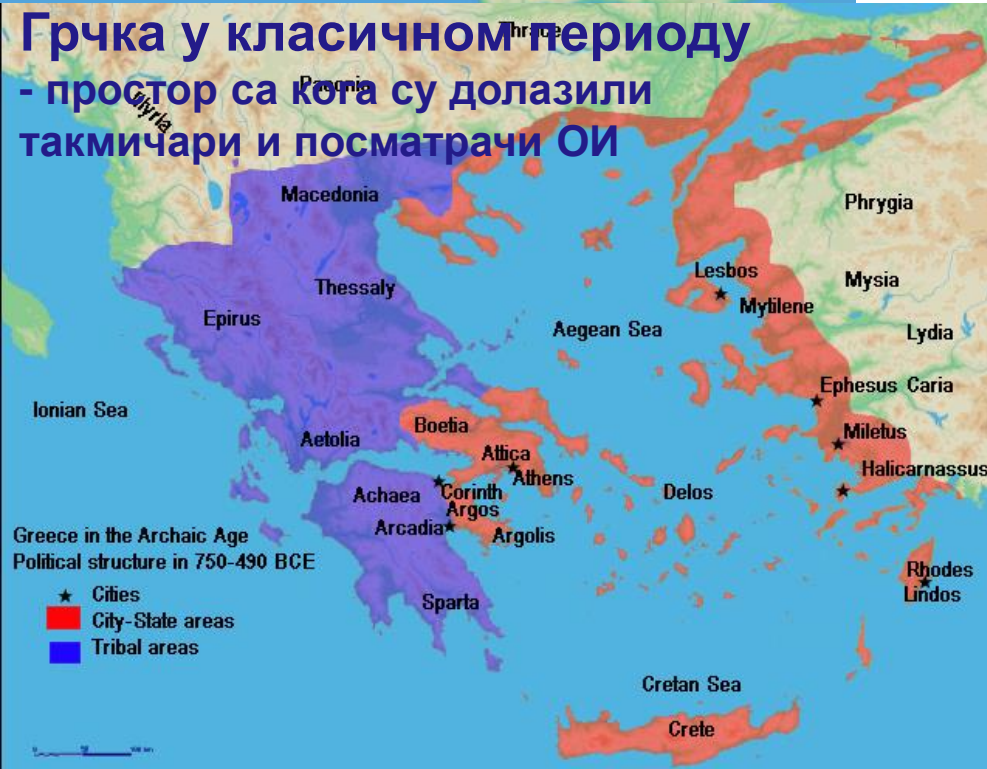 Грчка у класичном периоду
- простор са кога су долазили
такмичари и посматрачи ОИ
Thrace
Paeonia
Illyria
Macedonia
Phrygia
Thessaly
Lesbos
Mytilene
Mysia
Epirus
Aegean Sea
Lydia
Ephesus Caria
Ionian Sea
Boetia
Miletus
Aetolia
Attica
Athens
Halicarnassus
Achaea
Corinth
Delos
Argos
Arcadia
Argolis
Greece in the Archaic Age
Political structure in 750-490 BCE
Cities
City-State areas
Tribal areas
Sparta
Rhodes
Lindos
Cretan Sea
Crete